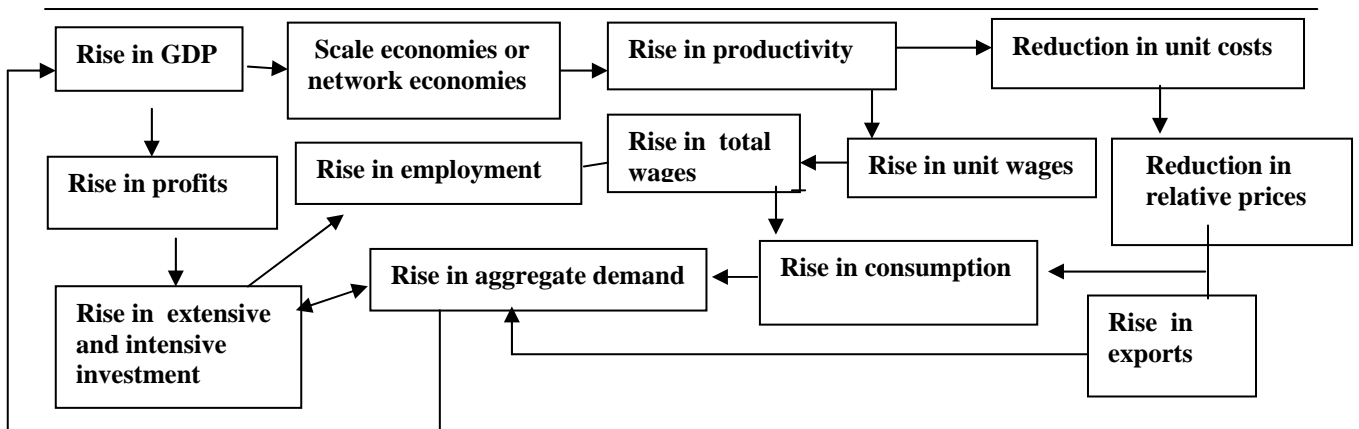 Rise in GDP
Scale economies or
network economies
Rise in productivity
Reduction in unit costs
Rise in profits
Rise in employment
Rise in  total
wages
Rise in unit wages
Reduction in
relative prices
Rise in  extensive
and intensive
investment
Rise in aggregate demand
Rise in consumption
Rise  in
exports